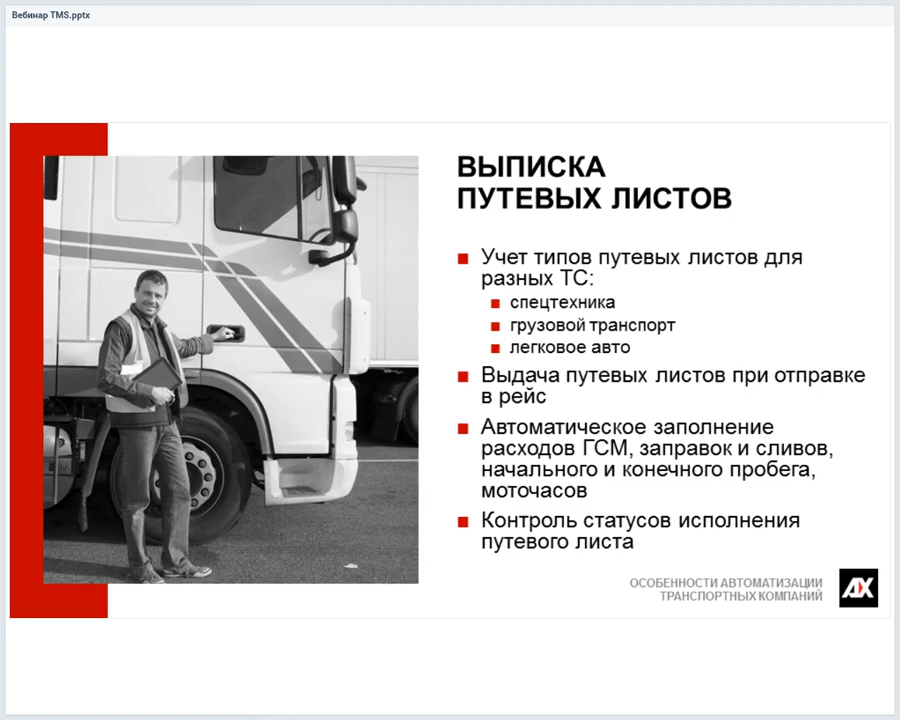 Вебинар TMS.pptx
ВЫПИСКА
ПУТЕВЫХ ЛИСТОВ
Учет типов путевых листов для
разных ТС:
спецтехника
грузовой транспорт
легковое авто
Выдача путевых листов при отправке
в рейс
Автоматическое заполнение
расходов ГСМ, заправок и сливов,
начального и конечного пробега,
моточасов
Контроль статусов исполнения
путевого листа
ОСОБЕННОСТИ АВТОМАТИЗАЦИИ
ТРАНСПОРТНЫХ КОМПАНИЙ
AX